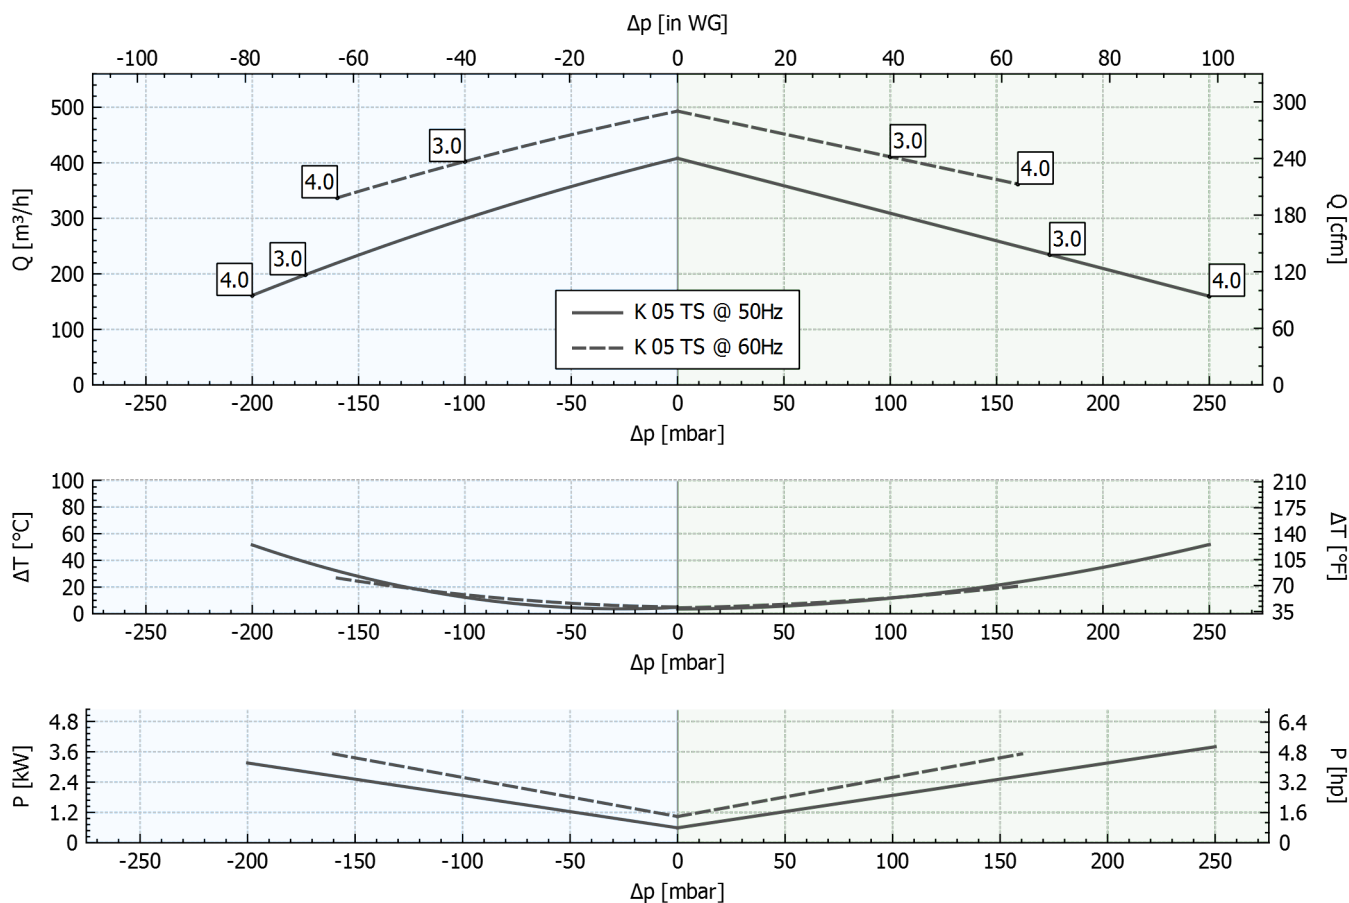 Δp [in WG]
-100 -80 -60 -40 -20 0 20 40 60 80 100
Q [m³/h]
500
400
300
200
100
0
4.0
3.0
4.0
3.0
3.0
4.0
3.0
4.0
K 05 TS @ 50Hz
K 05 TS @ 60Hz
300
240
180
120
60
0
Q [cfm]
-250 -200 -150 -100 -50 0 50 100 150 200 250
Δp [mbar]
ΔT [°C]
100
80
60
40
20
0
210
175
140
105
70
35
ΔT [°F]
-250 -200 -150 -100 -50 0 50 100 150 200 250
Δp [mbar]
P [kW]
4.8
3.6
2.4
1.2
0
6.4
4.8
3.2
1.6
0
P [hp]
-250 -200 -150 -100 -50 0 50 100 150 200 250
Δp [mbar]